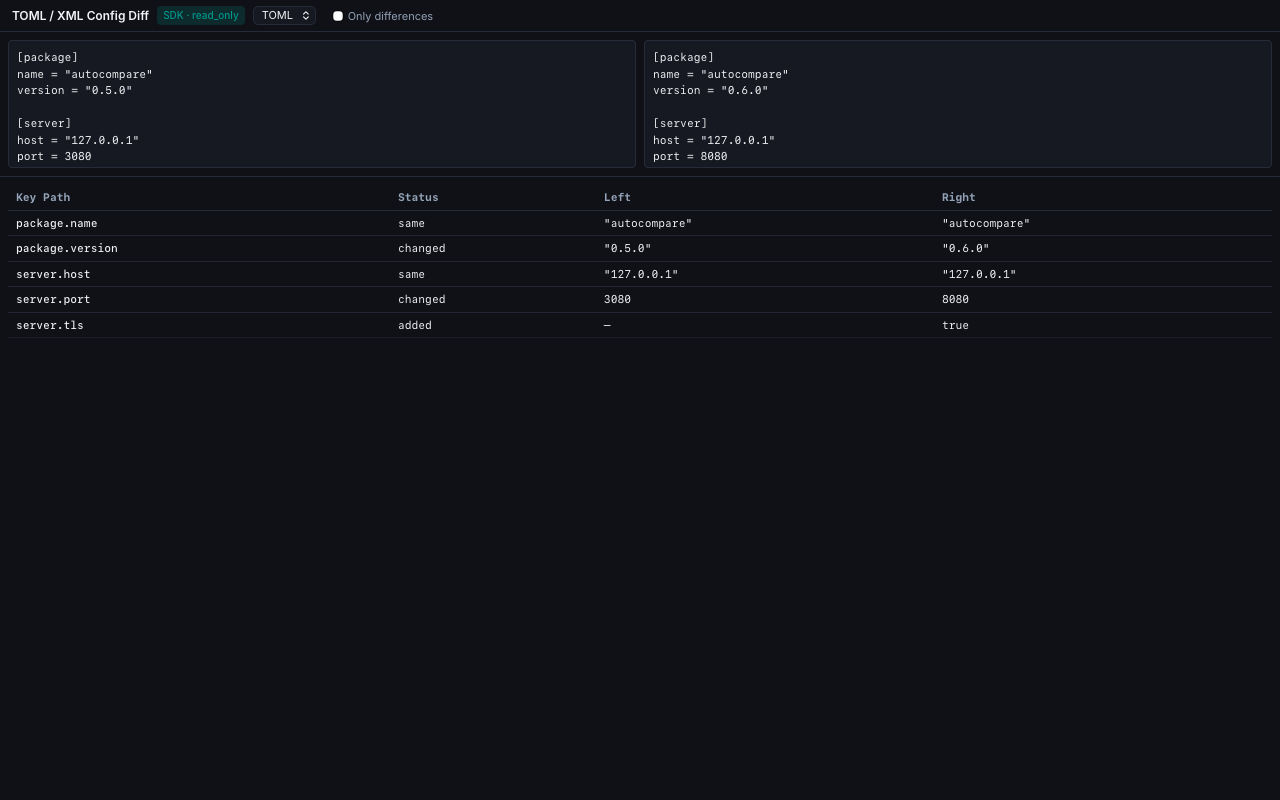 TOML / XML Config Diff SDK · read_only TOML Only differences
[package]
name = "autocompare"
version = "0.5.0"
[server]
host = "127.0.0.1"
port = 3080
[package]
name = "autocompare"
version = "0.6.0"
[server]
host = "127.0.0.1"
port = 8080
Key Path Status Left Right
package.name same "autocompare" "autocompare"
package.version changed "0.5.0" "0.6.0"
server.host same "127.0.0.1" "127.0.0.1"
server.port changed 3080 8080
server.tls added — true